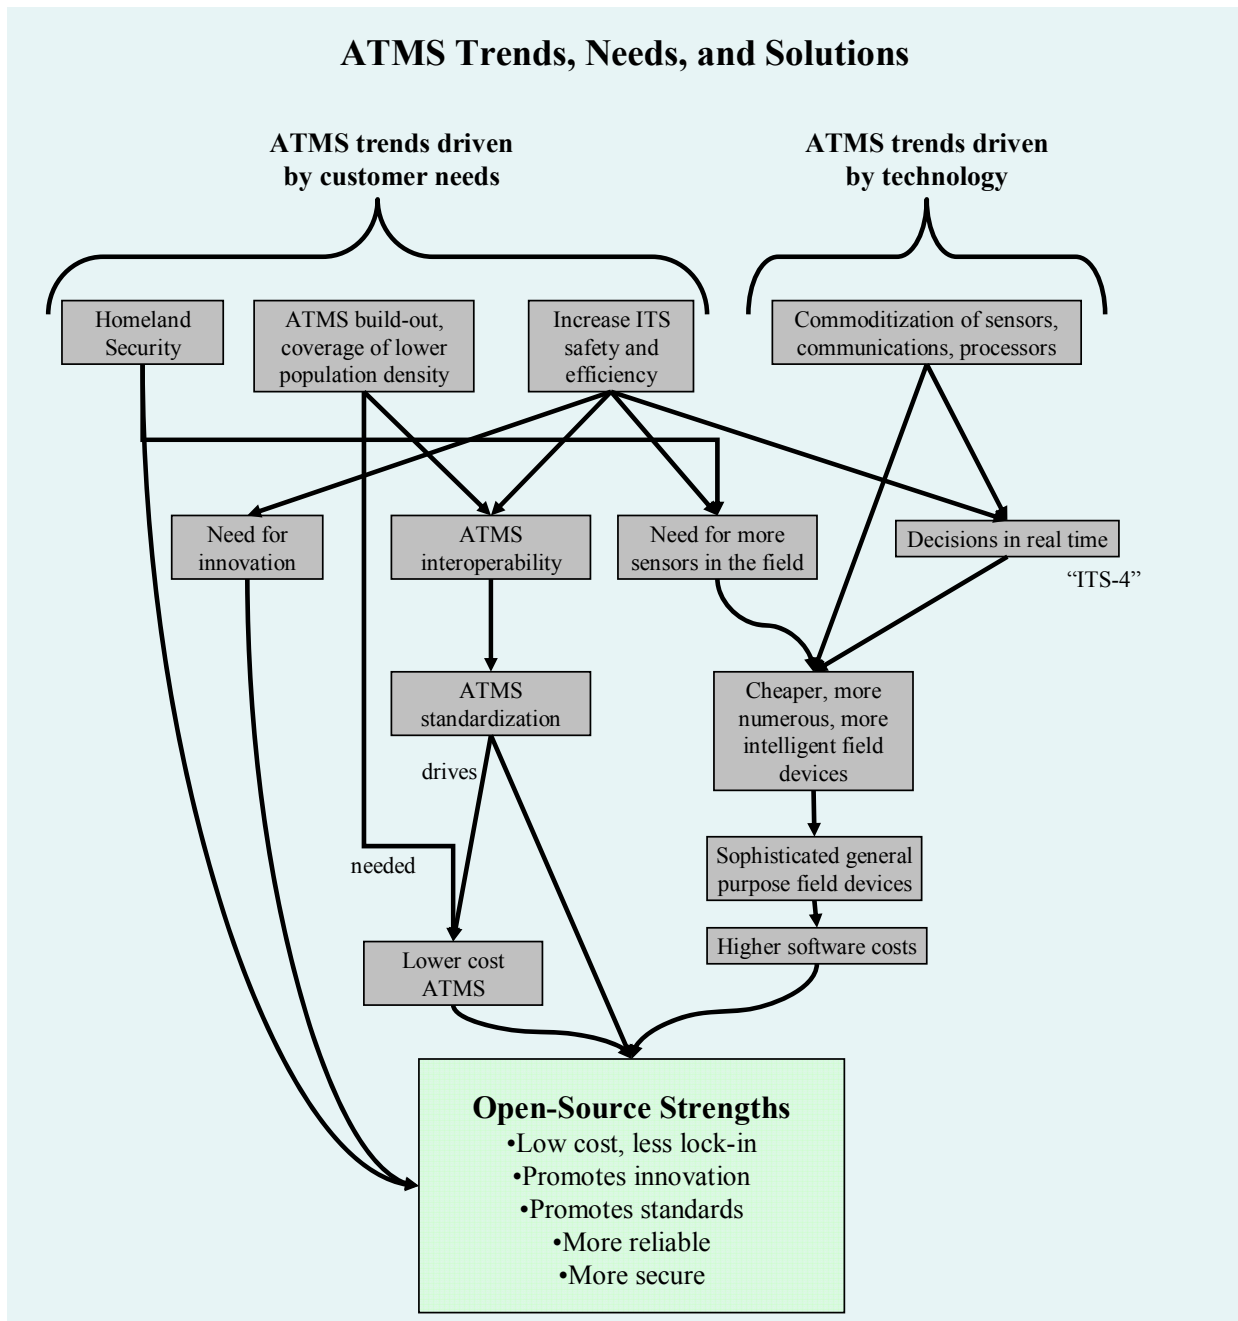 ATMS Trends, Needs, and Solutions
ATMS trends driven
by customer needs
ATMS trends driven
by technology
Homeland
Security
ATMS build-out,
coverage of lower
population density
Increase ITS
safety and
efficiency
Commoditization of sensors,
communications, processors
Need for
innovation
ATMS
interoperability
Need for more
sensors in the field
Decisions in real time
“ITS-4”
ATMS
standardization
Cheaper, more
numerous, more
intelligent field
devices
drives
needed
Sophisticated general
purpose field devices
Higher software costs
Lower cost
ATMS
Open-Source Strengths
•Low cost, less lock-in
•Promotes innovation
•Promotes standards
•More reliable
•More secure